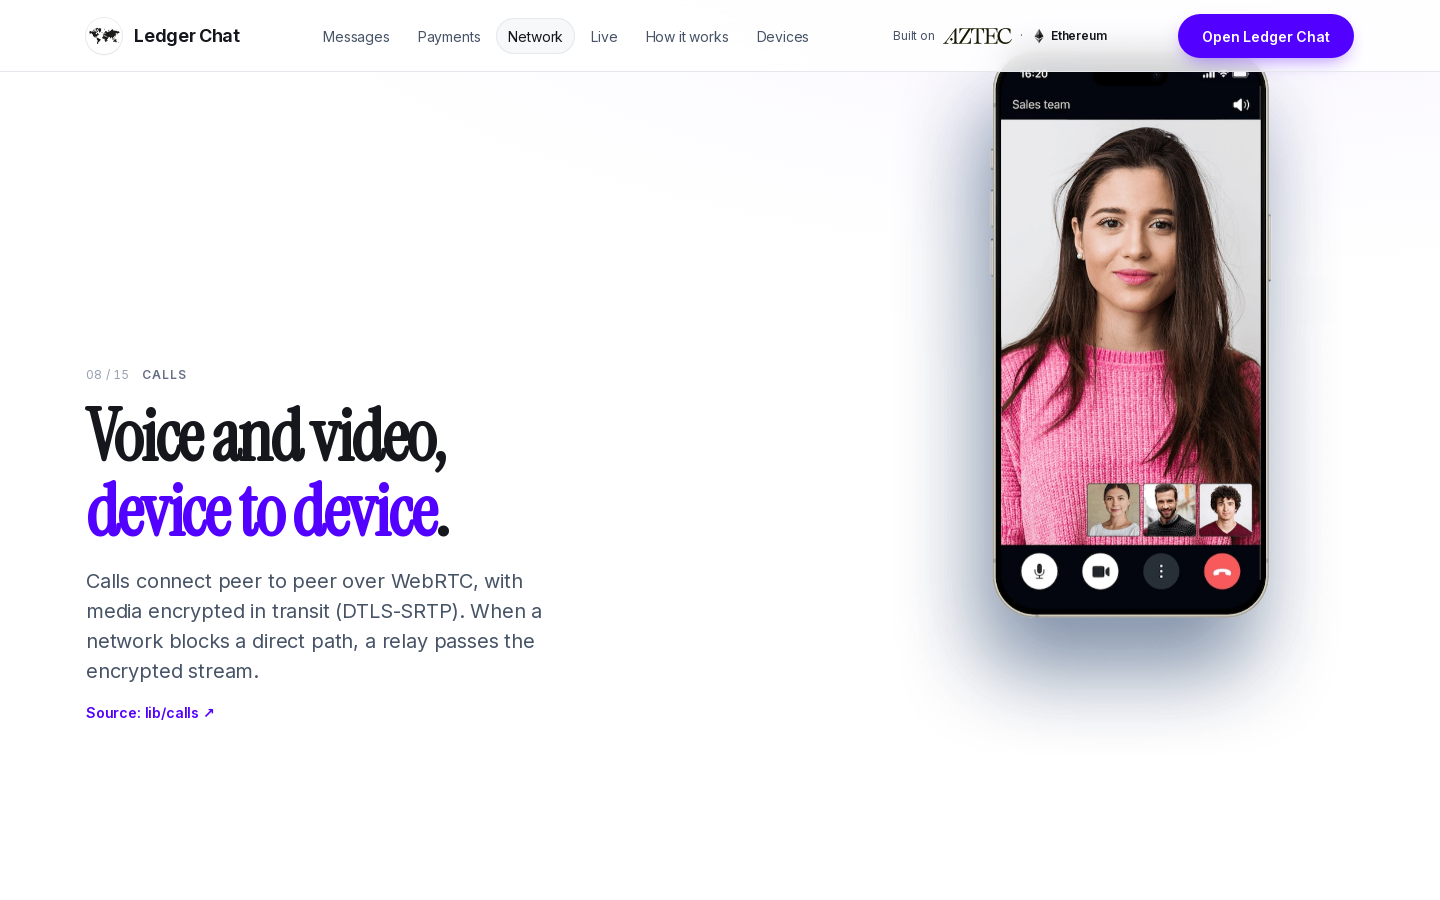 Ledger Chat
Messages
Payments
Network
Live
How it works
Devices
Built on AZTEC · Ethereum
Open Ledger Chat
16:20
Sales team
08 / 15 CALLS
Voice and video,
device to device.
Calls connect peer to peer over WebRTC, with
media encrypted in transit (DTLS-SRTP). When a
network blocks a direct path, a relay passes the
encrypted stream.
Source: lib/calls ↗